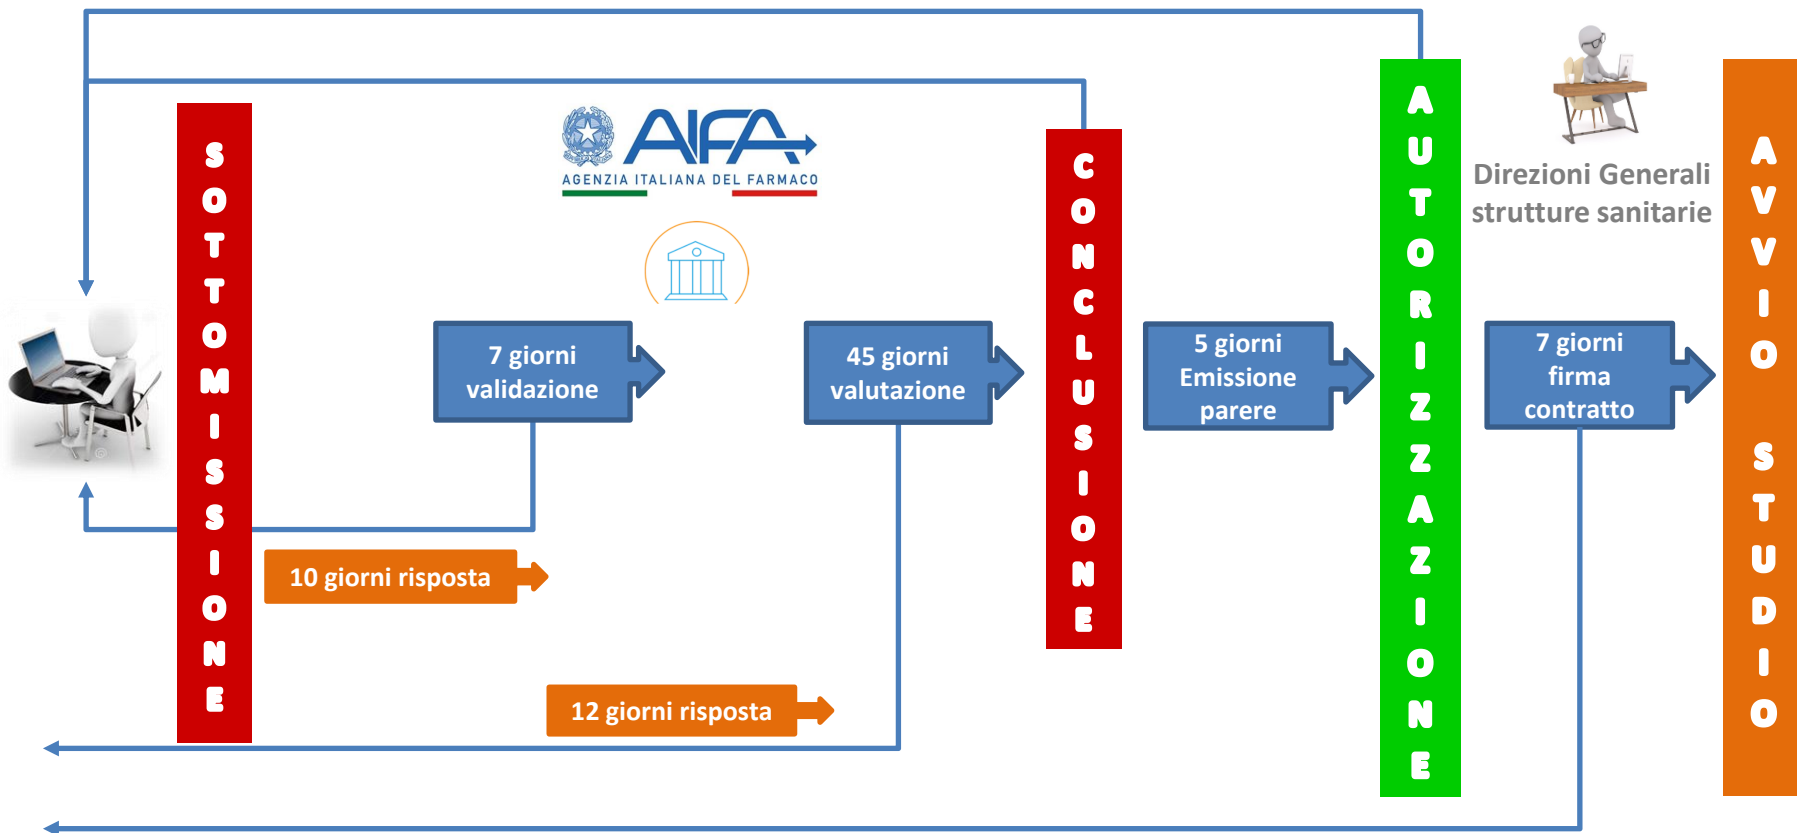 SOTTOMISSIONE
AIFA
AGENZIA ITALIANA DEL FARMACO
7 giorni
validazione
10 giorni risposta
45 giorni
valutazione
12 giorni risposta
CONCLUSIONE
5 giorni
Emissione
parere
AUTORIZZAZIONE
Direzioni Generali
strutture sanitarie
7 giorni
firma
contratto
AVVIO STUDIO